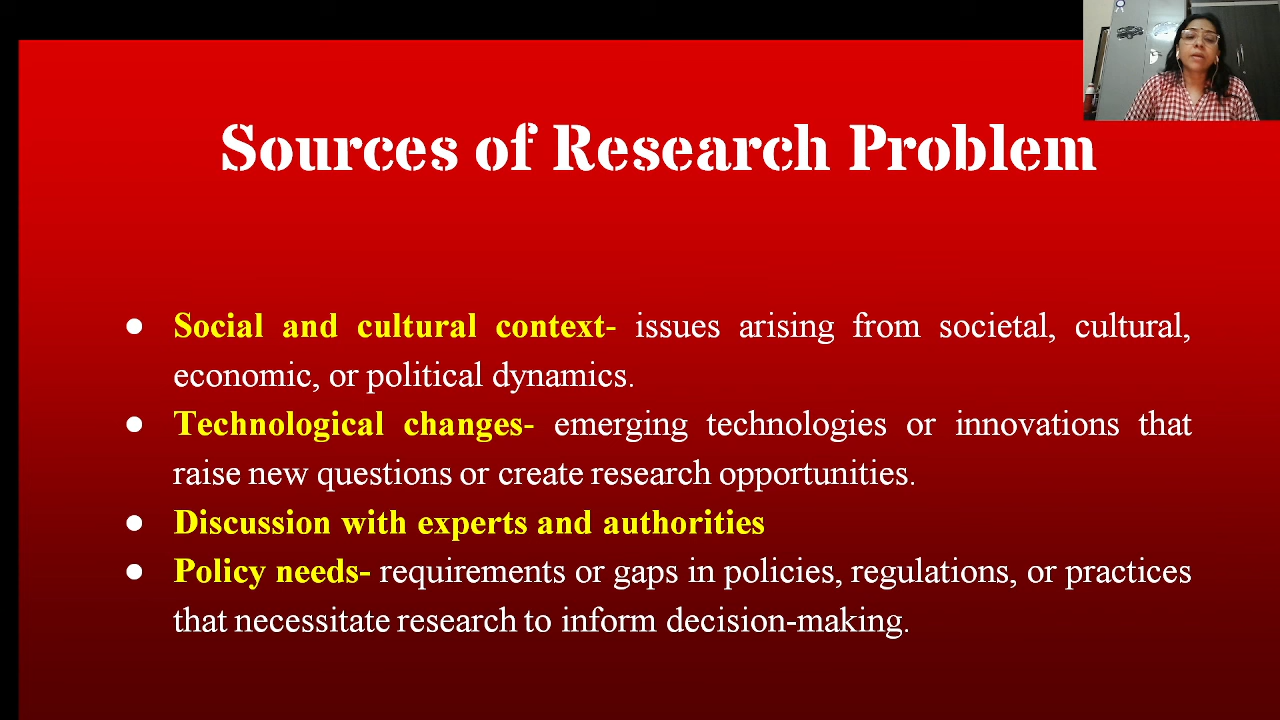 Sources of Research Problem
● Social and cultural context- issues arising from societal, cultural,
economic, or political dynamics.
● Technological changes- emerging technologies or innovations that
raise new questions or create research opportunities.
● Discussion with experts and authorities
● Policy needs- requirements or gaps in policies, regulations, or practices
that necessitate research to inform decision-making.